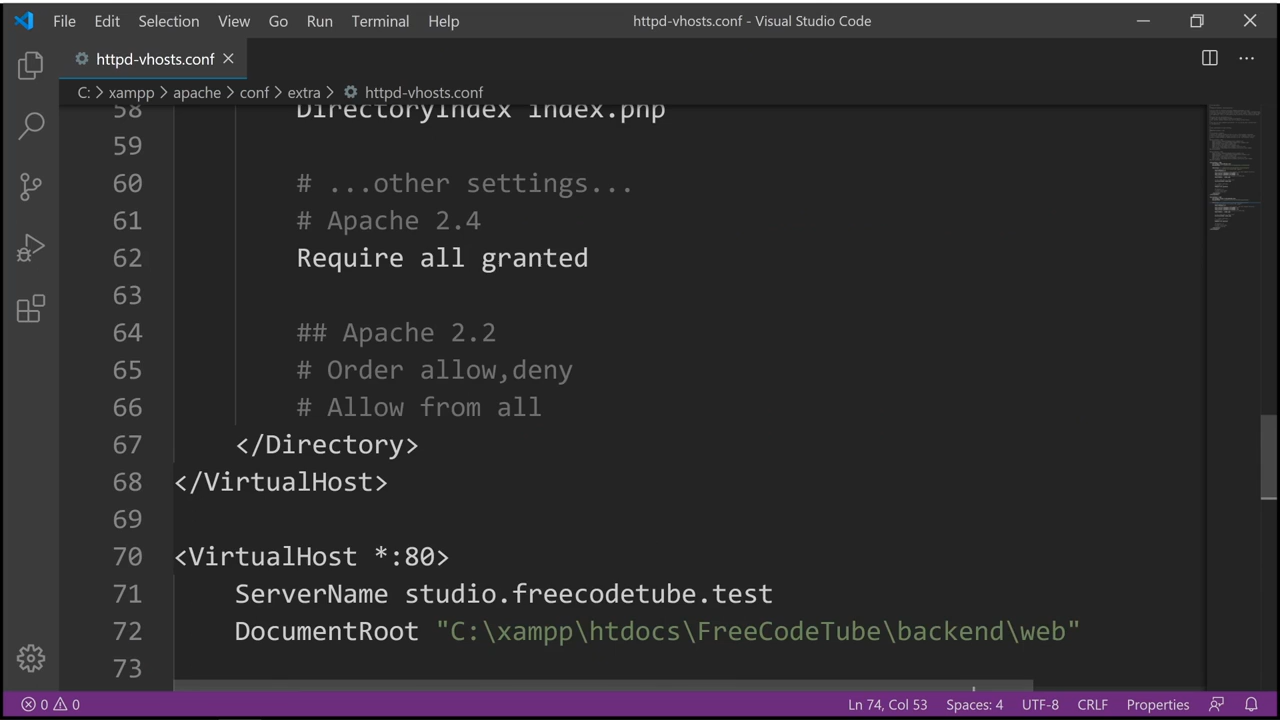 File Edit Selection View Go Run Terminal Help httpd-vhosts.conf - Visual Studio Code
httpd-vhosts.conf
C: > xampp > apache > conf > extra > httpd-vhosts.conf
58 DirectoryIndex index.php
59
60 # ...other settings...
61 # Apache 2.4
62 Require all granted
63
64 ## Apache 2.2
65 # Order allow,deny
66 # Allow from all
67 </Directory>
68 </VirtualHost>
69
70 <VirtualHost *:80>
71 ServerName studio.freecodetube.test
72 DocumentRoot "C:\xampp\htdocs\FreeCodeTube\backend\web"
73
0 0 Ln 74, Col 53 Spaces: 4 UTF-8 CRLF Properties